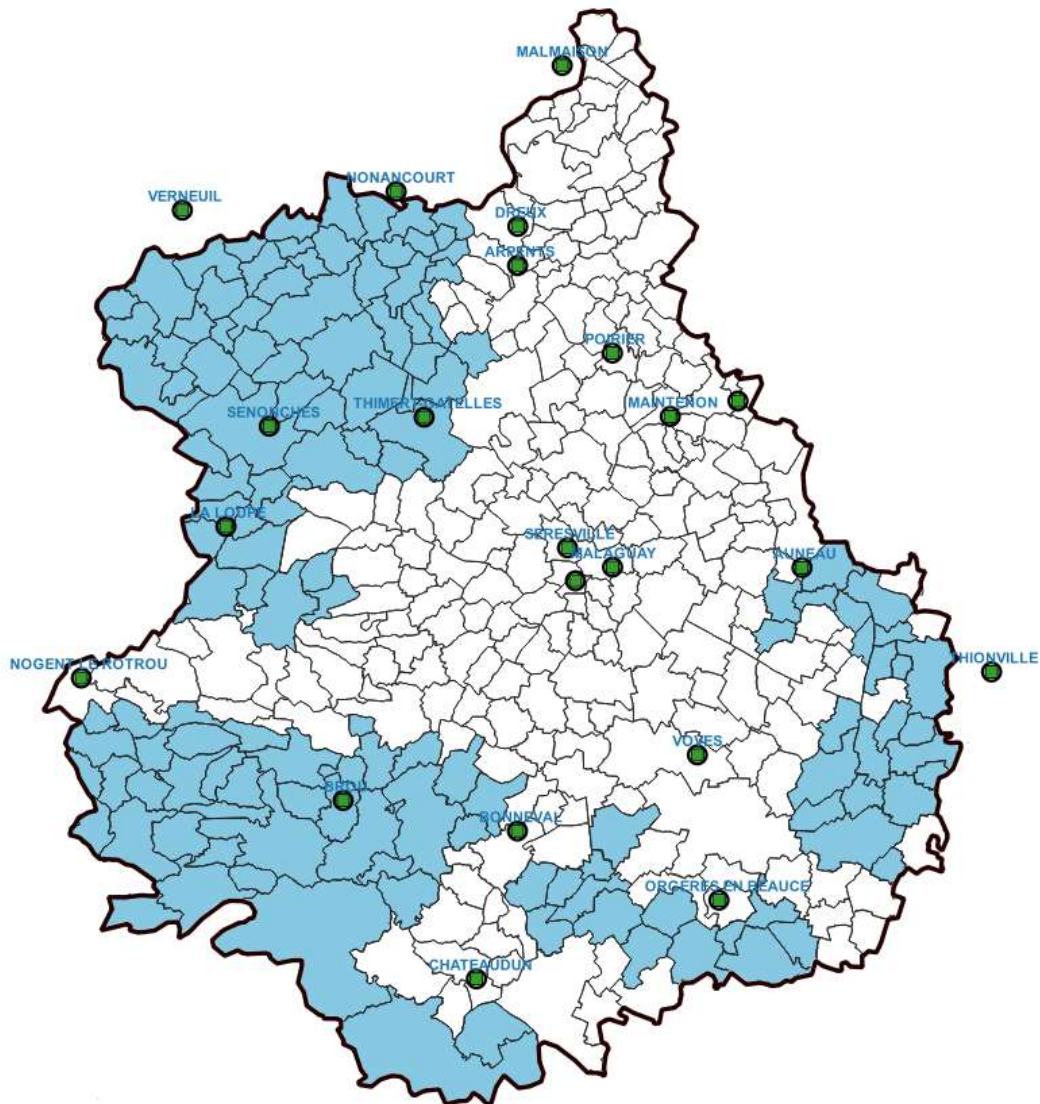 MALMAISON
NONANCOURT
VERNEUIL
DREUX
ARPENTS
POIRIER
MAINTENON
THIMERT GATELLES
SENONCHES
LA LOUPE
SERESVILLE
MALAGUAY
AUNEAU
NOGENT LE ROTROU
THIONVILLE
VOVES
BROU
BONNEVAL
ORGERES EN BEAUCE
CHATEAUDUN